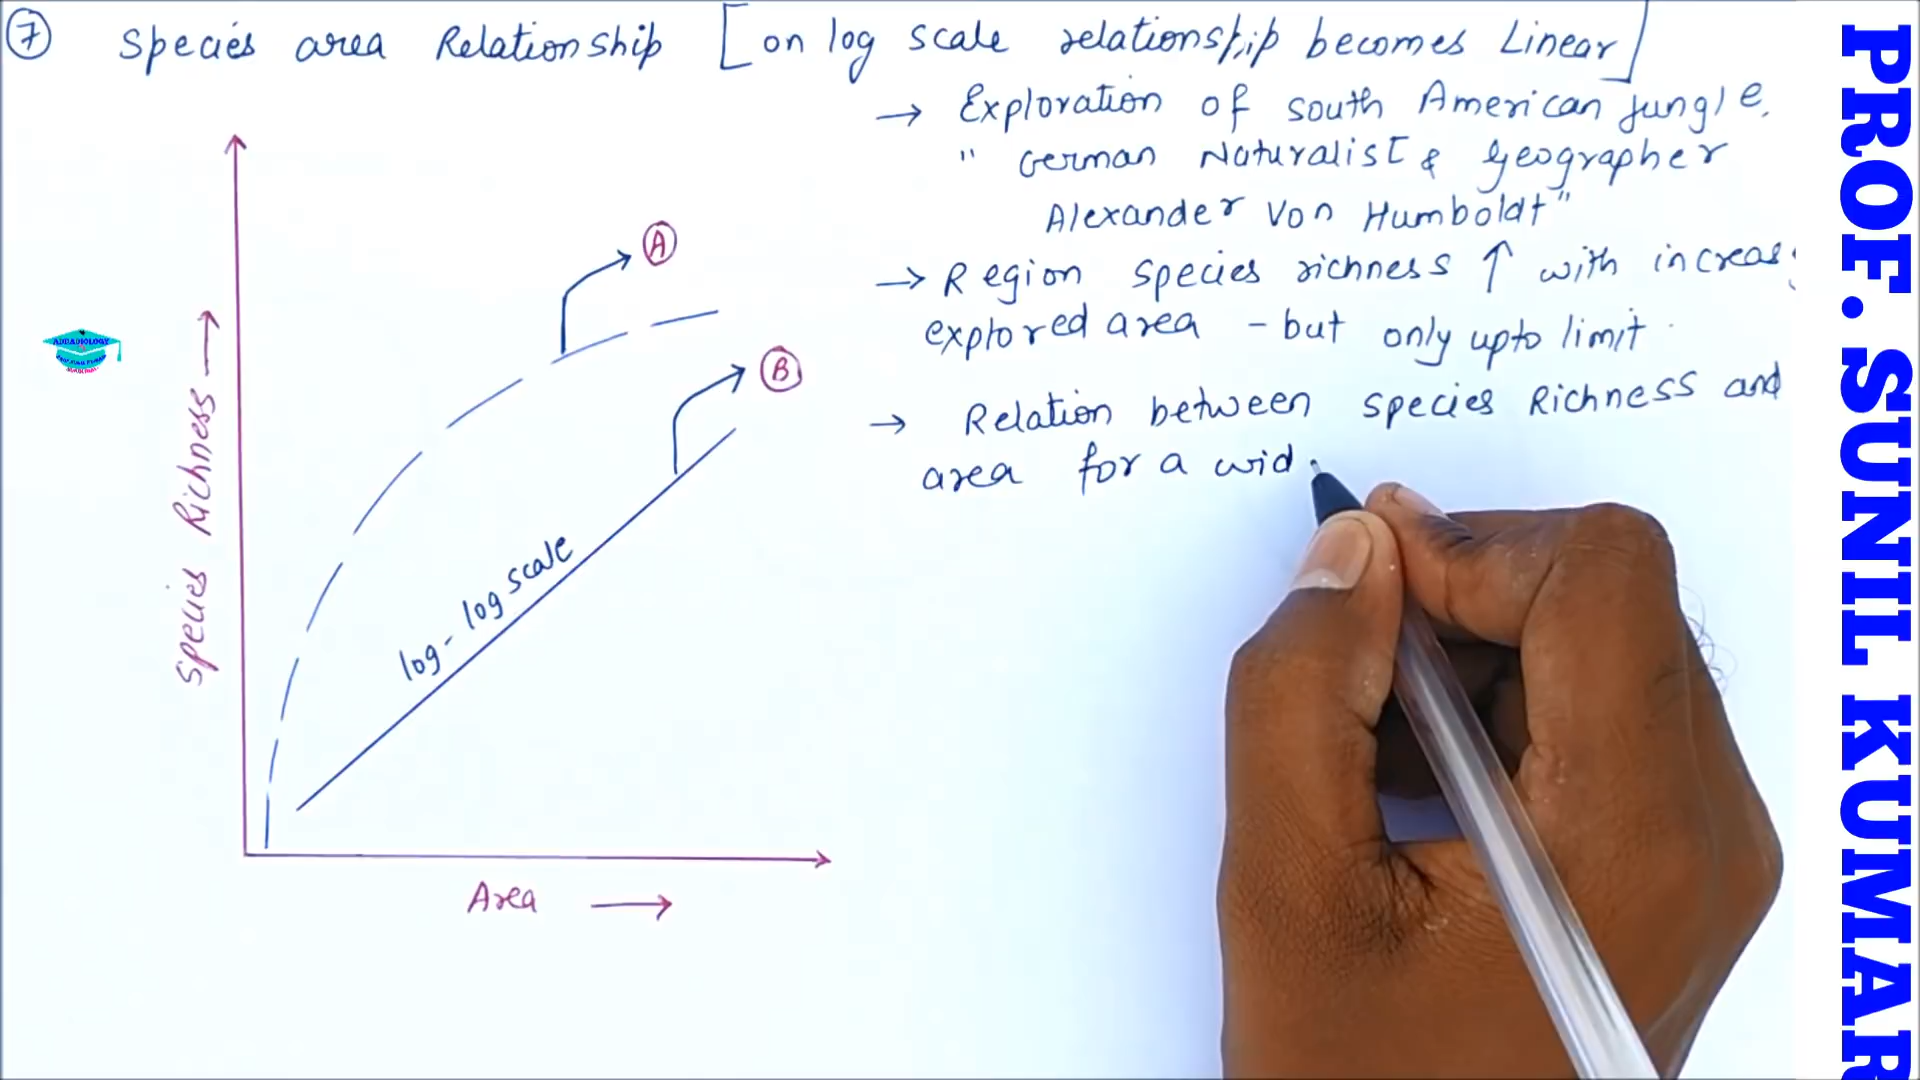 7 Species area Relationship [on log scale relationship becomes Linear]
→ Exploration of south American jungle.
" German Naturalist & Geographer
Alexander Von Humboldt"
→ Region species richness ↑ with increas
explored area - but only upto limit
→ Relation between species Richness and
area for a wid
A
B
log-log scale
Species Richness →
Area →
ADRADIOLOGY
PROF. SUNIL KUMAR